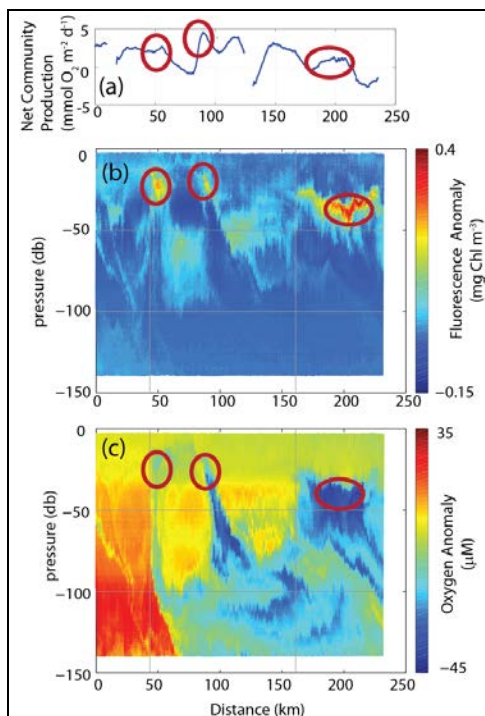 Net Community
Production
(mmol O₂ m⁻² d⁻¹)
5
0
-5
(a)
0 50 100 150 200 250
(b)
0
−50
−100
−150
pressure (db)
0 50 100 150 200 250
0.4
−0.15
Fluorescence Anomaly
(mg Chl m⁻³)
(c)
0
−50
−100
−150
pressure (db)
0 50 100 150 200 250
Distance (km)
35
−45
Oxygen Anomaly
(μM)